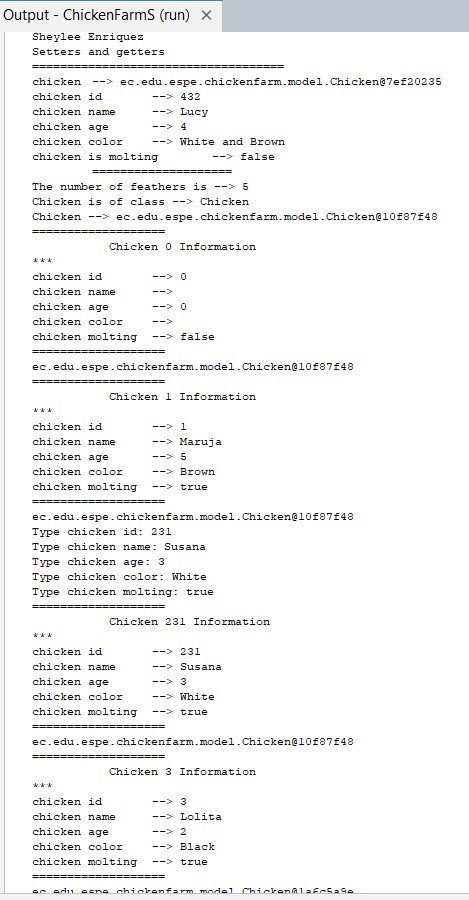 Output - ChickenFarmS (run) ×
Sheylee Enriquez
Setters and getters
====================================
chicken --> ec.edu.espe.chickenfarm.model.Chicken@7ef20235
chicken id --> 432
chicken name --> Lucy
chicken age --> 4
chicken color --> White and Brown
chicken is molting --> false
====================
The number of feathers is --> 5
Chicken is of class --> Chicken
Chicken --> ec.edu.espe.chickenfarm.model.Chicken@10f87f48
===================
Chicken 0 Information
***
chicken id --> 0
chicken name -->
chicken age --> 0
chicken color -->
chicken molting --> false
===================
ec.edu.espe.chickenfarm.model.Chicken@10f87f48
===================
Chicken 1 Information
***
chicken id --> 1
chicken name --> Maruja
chicken age --> 5
chicken color --> Brown
chicken molting --> true
===================
ec.edu.espe.chickenfarm.model.Chicken@10f87f48
Type chicken id: 231
Type chicken name: Susana
Type chicken age: 3
Type chicken color: White
Type chicken molting: true
===================
Chicken 231 Information
***
chicken id --> 231
chicken name --> Susana
chicken age --> 3
chicken color --> White
chicken molting --> true
===================
ec.edu.espe.chickenfarm.model.Chicken@10f87f48
===================
Chicken 3 Information
***
chicken id --> 3
chicken name --> Lolita
chicken age --> 2
chicken color --> Black
chicken molting --> true
===================
ec.edu.espe.chickenfarm.model.Chicken@1a6c5a9e